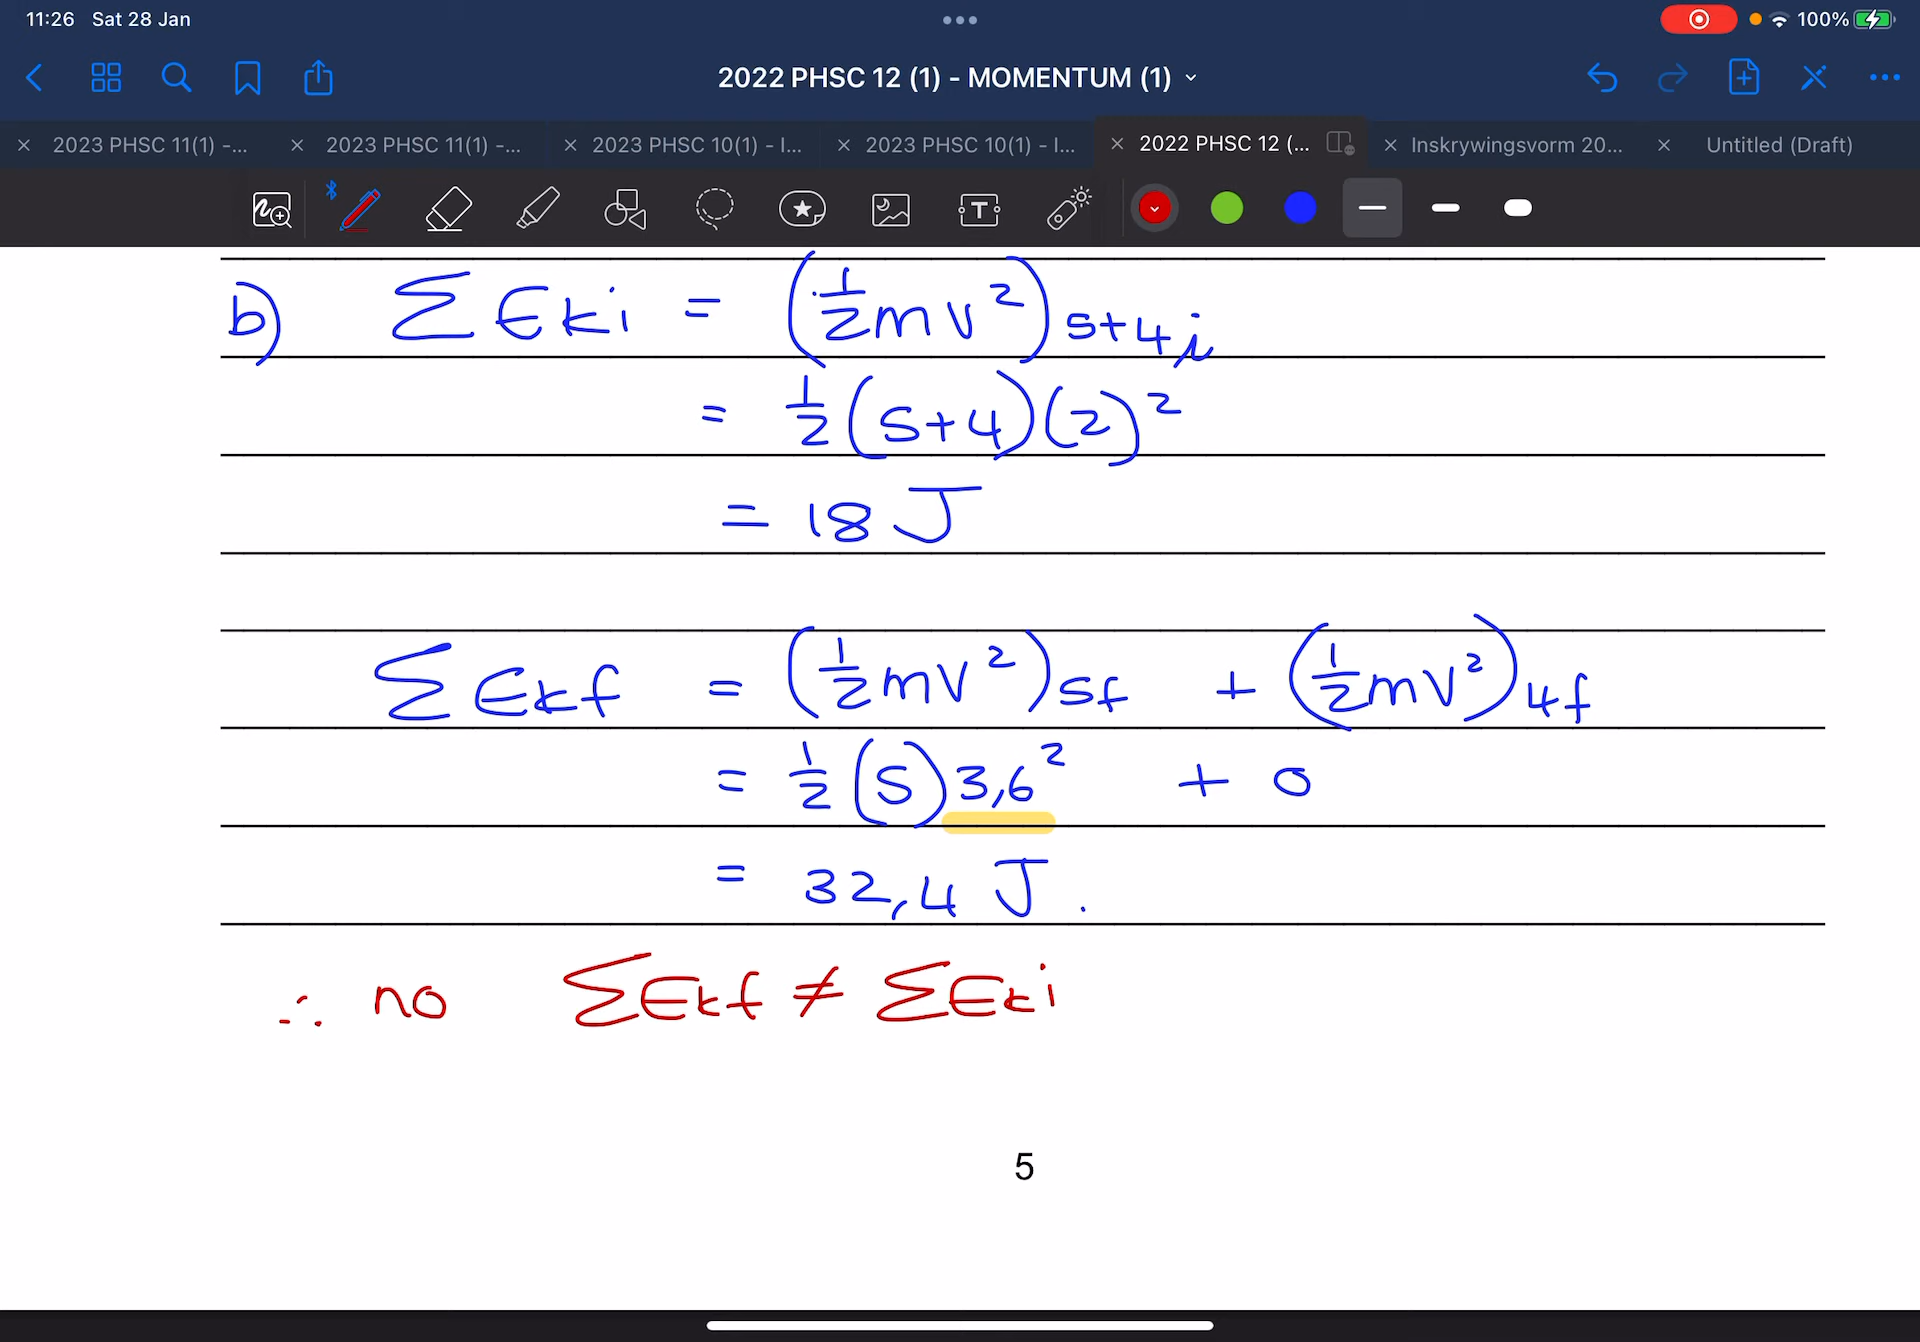 11:26 Sat 28 Jan
100%
2022 PHSC 12 (1) - MOMENTUM (1)
2023 PHSC 11(1) -...
2023 PHSC 11(1) -...
2023 PHSC 10(1) - I...
2023 PHSC 10(1) - I...
2022 PHSC 12 (...
Inskrywingsvorm 20...
Untitled (Draft)
b) ΣEki = (½mv²)5+4i
= ½(5+4)(2)²
= 18 J
ΣEkf = (½mv²)5f + (½mv²)4f
= ½(5)3,6² + 0
= 32,4 J.
∴ no ΣEkf ≠ ΣEki
5